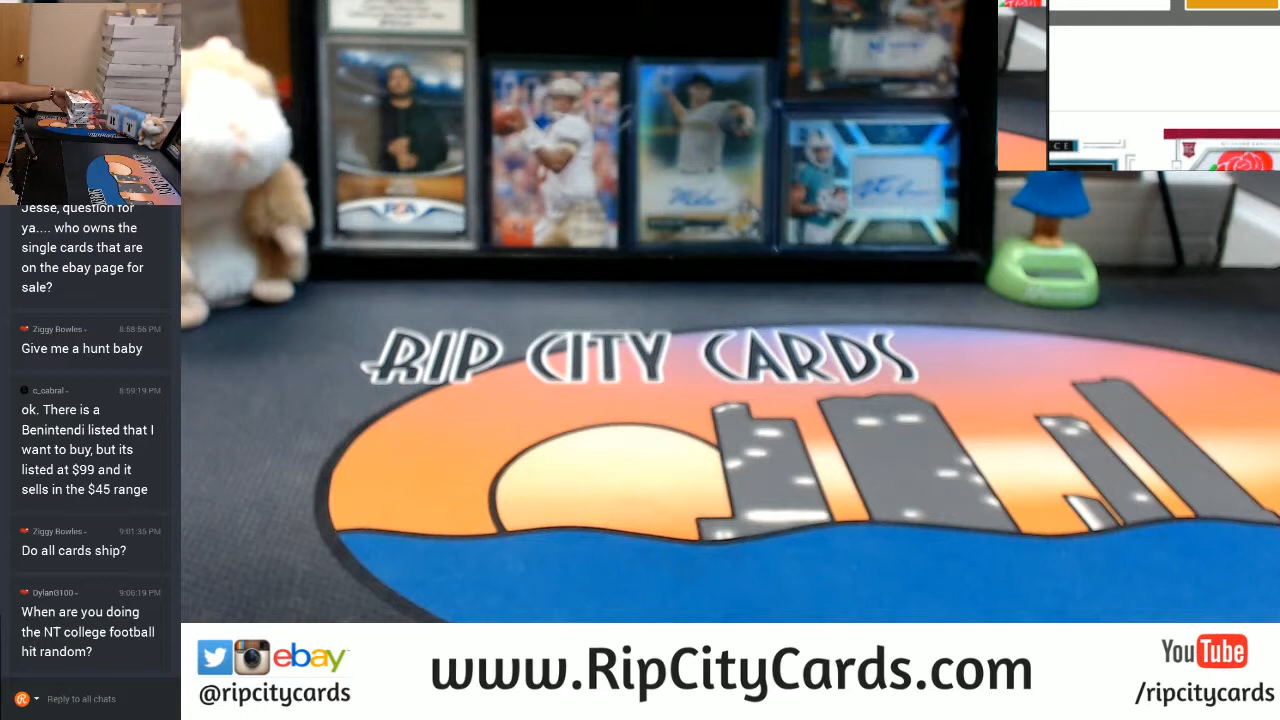 Jesse, question for
ya.... who owns the
single cards that are
on the ebay page for
sale?
Ziggy Bowles
8:58:56 PM
Give me a hunt baby
c_cabral
8:59:19 PM
ok. There is a
Benintendi listed that I
want to buy, but its
listed at $99 and it
sells in the $45 range
Ziggy Bowles
9:01:35 PM
Do all cards ship?
DylanG100
9:06:19 PM
When are you doing
the NT college football
hit random?
Reply to all chats
RIP CITY CARDS
ebay
@ripcitycards
www.RipCityCards.com
YouTube
/ripcitycards